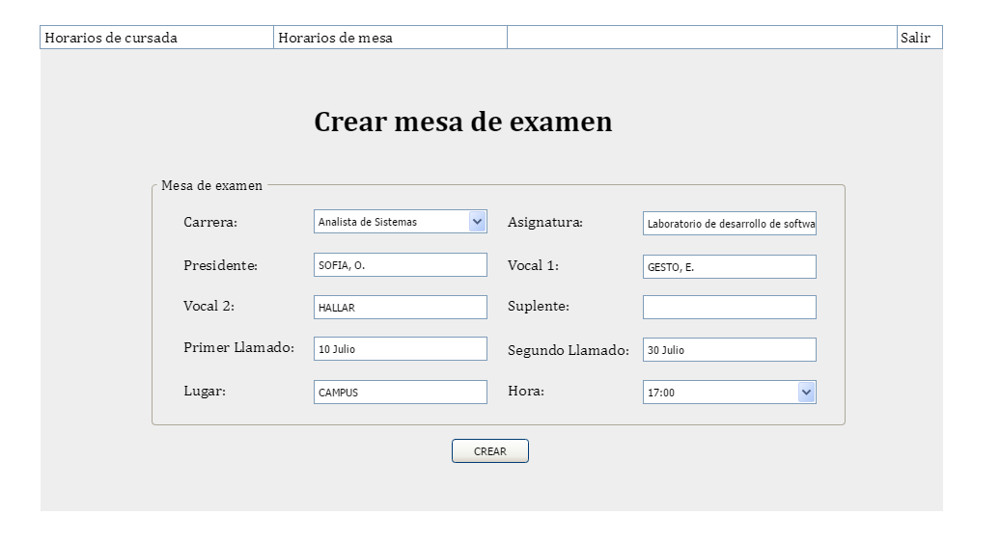 Horarios de cursada Horarios de mesa Salir
Crear mesa de examen
Mesa de examen
Carrera: Analista de Sistemas Asignatura: Laboratorio de desarrollo de softwa
Presidente: SOFIA, O. Vocal 1: GESTO, E.
Vocal 2: HALLAR Suplente:
Primer Llamado: 10 Julio Segundo Llamado: 30 Julio
Lugar: CAMPUS Hora: 17:00
CREAR